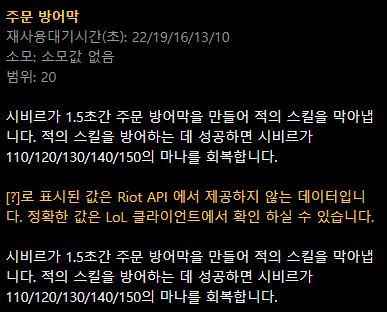 주문 방어막
재사용대기시간(초): 22/19/16/13/10
소모: 소모값 없음
범위: 20
시비르가 1.5초간 주문 방어막을 만들어 적의 스킬을 막아냅
니다. 적의 스킬을 방어하는 데 성공하면 시비르가
110/120/130/140/150의 마나를 회복합니다.
[?]로 표시된 값은 Riot API 에서 제공하지 않는 데이터입니
다. 정확한 값은 LoL 클라이언트에서 확인 하실 수 있습니다.
시비르가 1.5초간 주문 방어막을 만들어 적의 스킬을 막아냅
니다. 적의 스킬을 방어하는 데 성공하면 시비르가
110/120/130/140/150의 마나를 회복합니다.